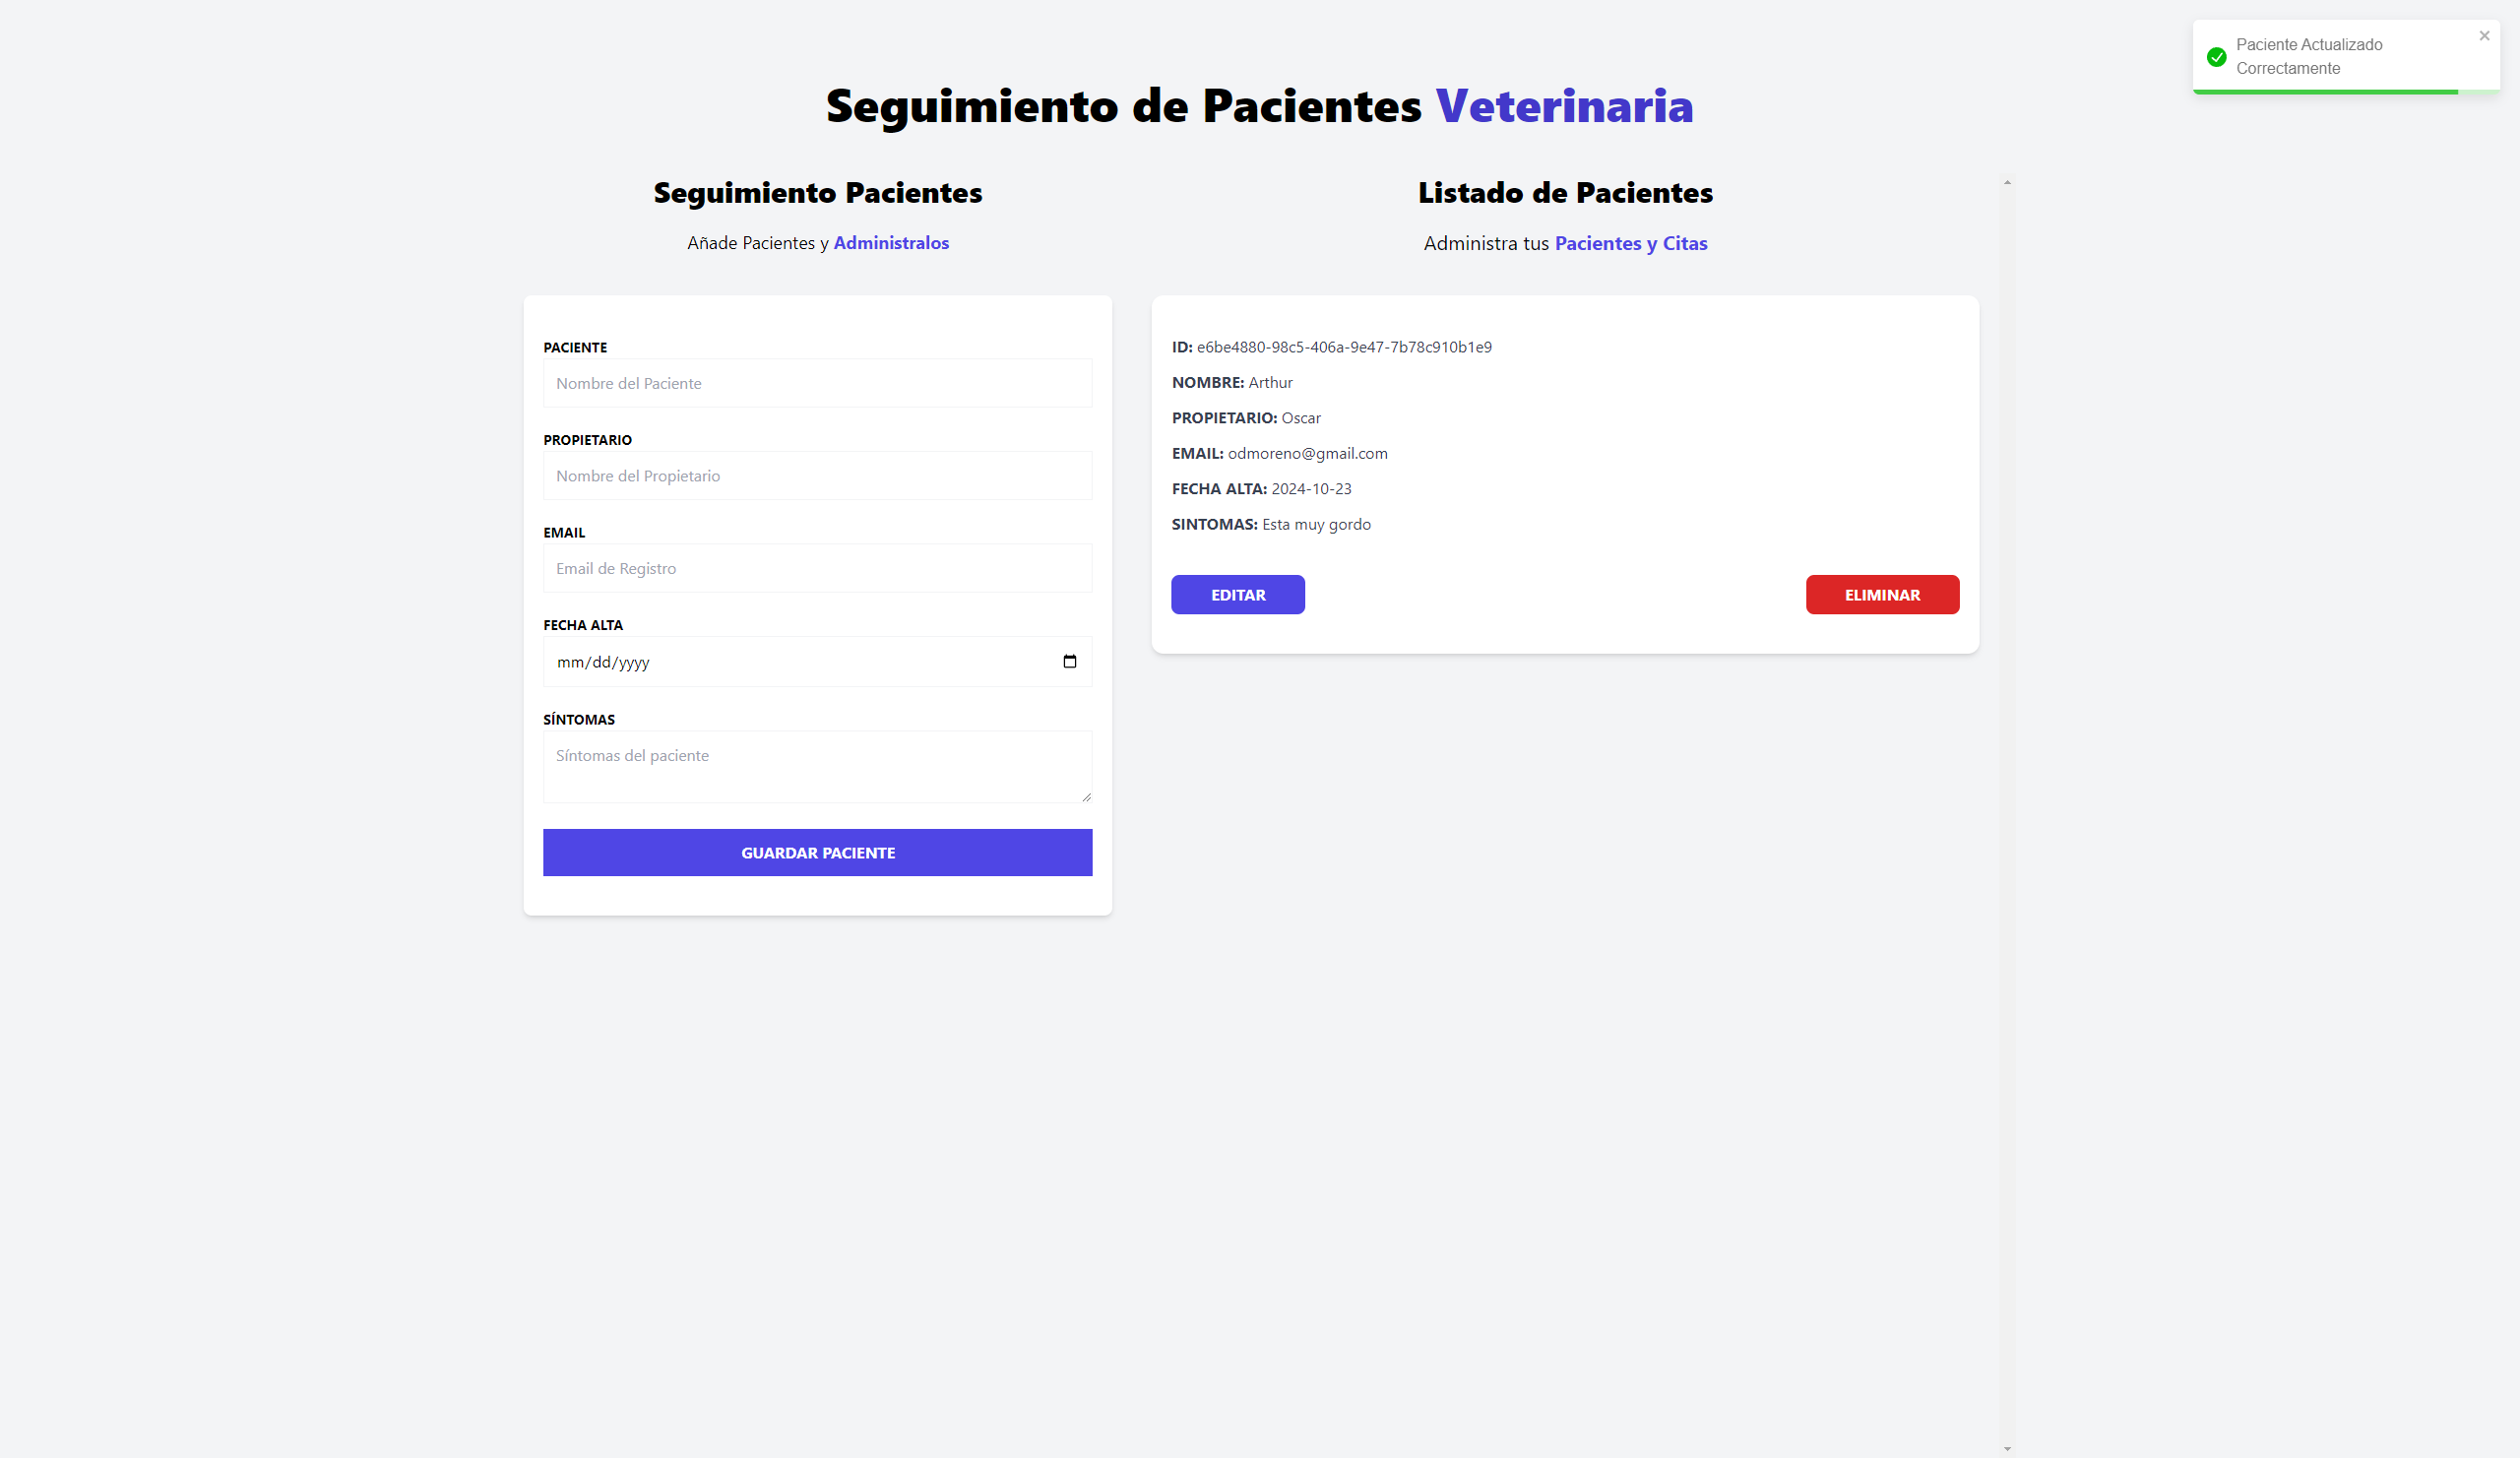 Paciente Actualizado
Correctamente
Seguimiento de Pacientes Veterinaria
Seguimiento Pacientes
Añade Pacientes y Administralos
PACIENTE
Nombre del Paciente
PROPIETARIO
Nombre del Propietario
EMAIL
Email de Registro
FECHA ALTA
mm/dd/yyyy
SÍNTOMAS
Síntomas del paciente
GUARDAR PACIENTE
Listado de Pacientes
Administra tus Pacientes y Citas
ID: e6be4880-98c5-406a-9e47-7b78c910b1e9
NOMBRE: Arthur
PROPIETARIO: Oscar
EMAIL: odmoreno@gmail.com
FECHA ALTA: 2024-10-23
SINTOMAS: Esta muy gordo
EDITAR
ELIMINAR